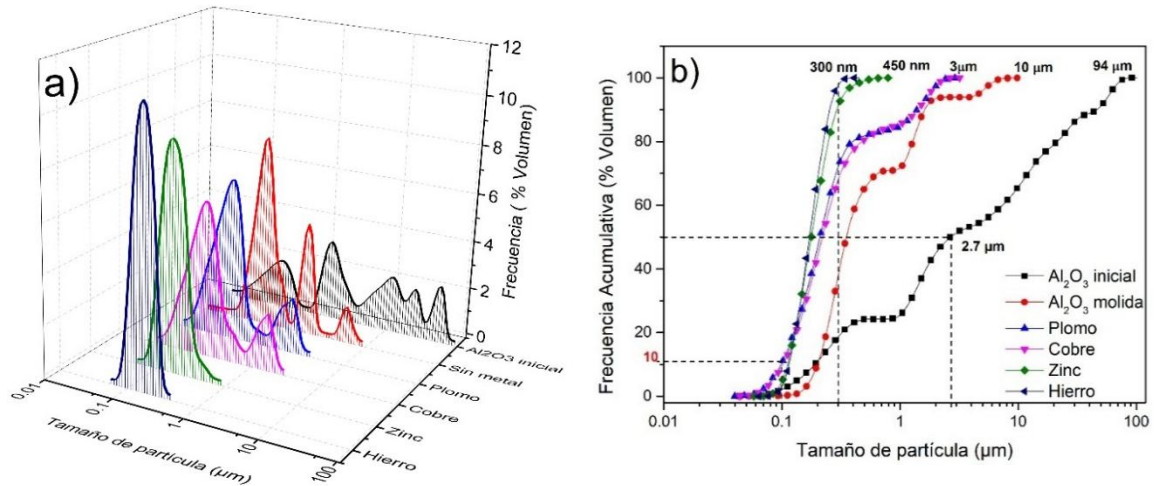 a)
12
10
8
6
4
2
0
Frecuencia ( % Volumen)
Al2O3 inicial
Sin metal
Plomo
Cobre
Zinc
Hierro
0.01
0.1
1
10
100
Tamaño de partícula (µm)
b)
300 nm
450 nm
3µm
10 µm
94 µm
100
80
60
40
20
10
0
Frecuencia Acumulativa (% Volumen)
2.7 µm
Al₂O₃ inicial
Al₂O₃ molida
Plomo
Cobre
Zinc
Hierro
0.01
0.1
1
10
100
Tamaño de partícula (µm)